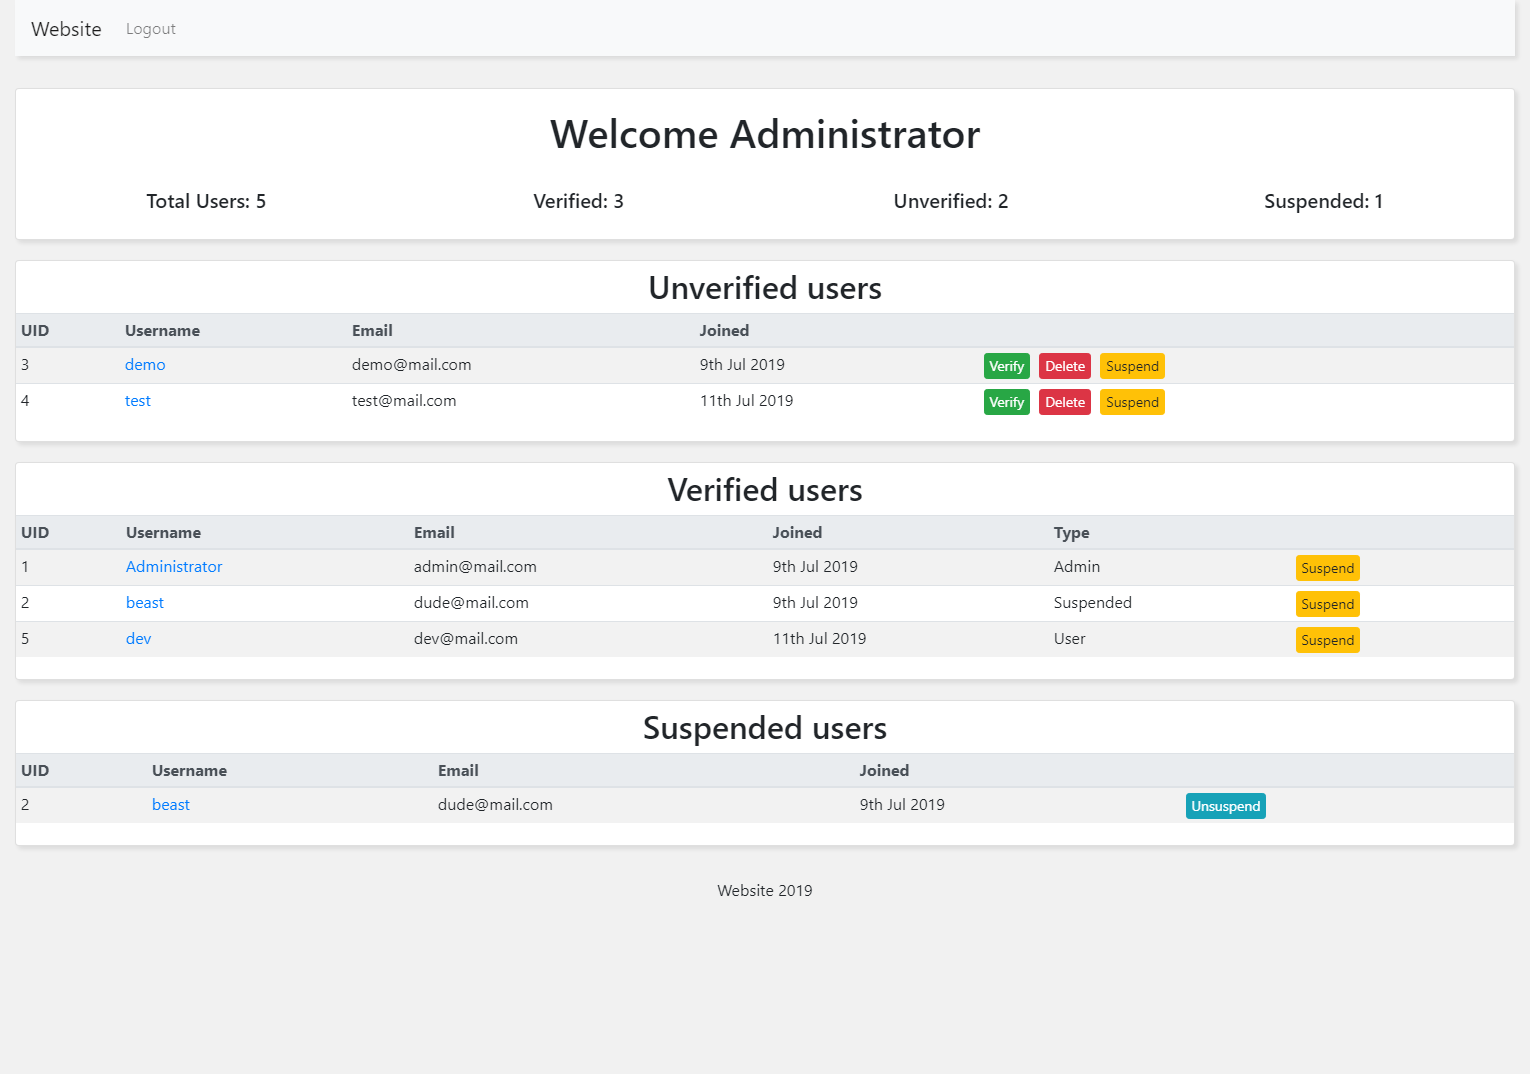 Website Logout
Welcome Administrator
Total Users: 5 Verified: 3 Unverified: 2 Suspended: 1
Unverified users
UID Username Email Joined
3 demo demo@mail.com 9th Jul 2019 Verify Delete Suspend
4 test test@mail.com 11th Jul 2019 Verify Delete Suspend
Verified users
UID Username Email Joined Type
1 Administrator admin@mail.com 9th Jul 2019 Admin Suspend
2 beast dude@mail.com 9th Jul 2019 Suspended Suspend
5 dev dev@mail.com 11th Jul 2019 User Suspend
Suspended users
UID Username Email Joined
2 beast dude@mail.com 9th Jul 2019 Unsuspend
Website 2019